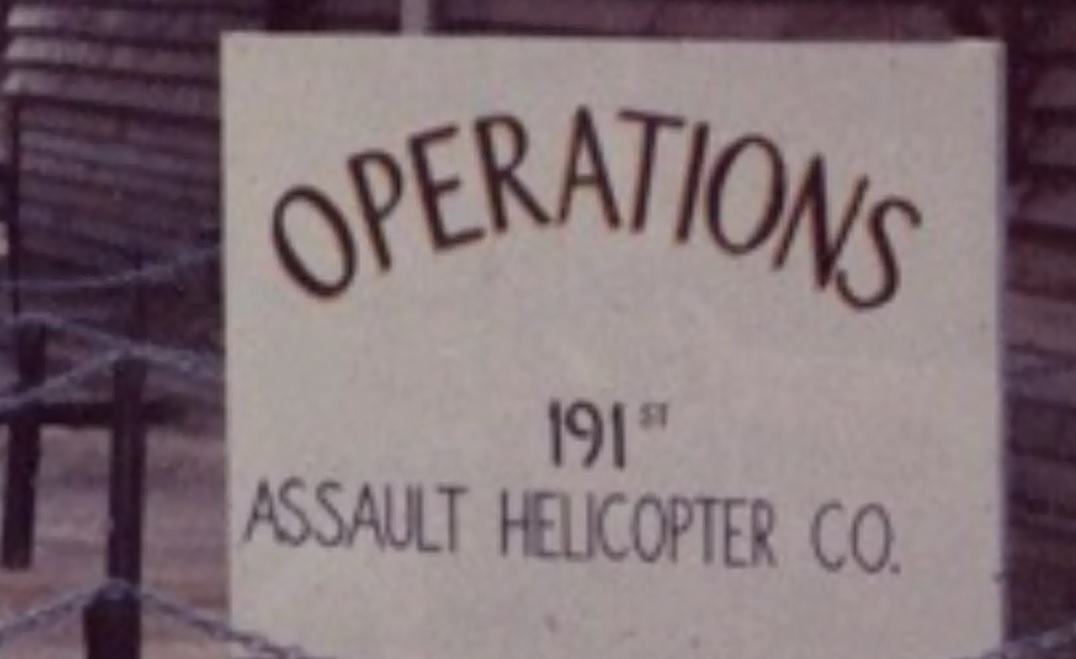 OPERATIONS
191ST
ASSAULT HELICOPTER CO.